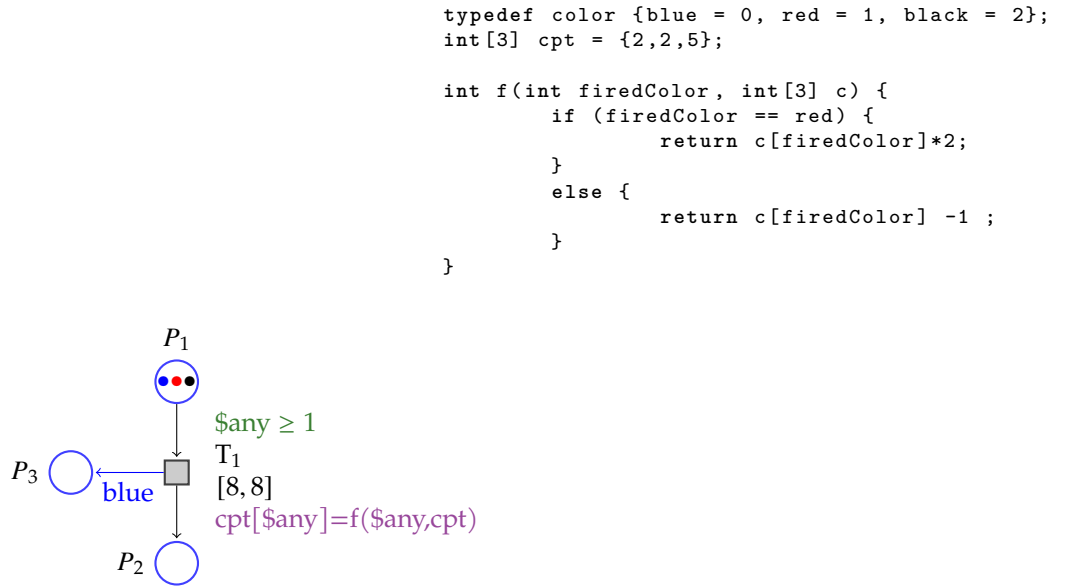 typedef color {blue = 0, red = 1, black = 2};
int[3] cpt = {2,2,5};
int f(int firedColor, int[3] c) {
if (firedColor == red) {
return c[firedColor]*2;
}
else {
return c[firedColor] -1 ;
}
}
P1
$any ≥ 1
T1
P3
[8, 8]
blue
cpt[$any]=f($any,cpt)
P2